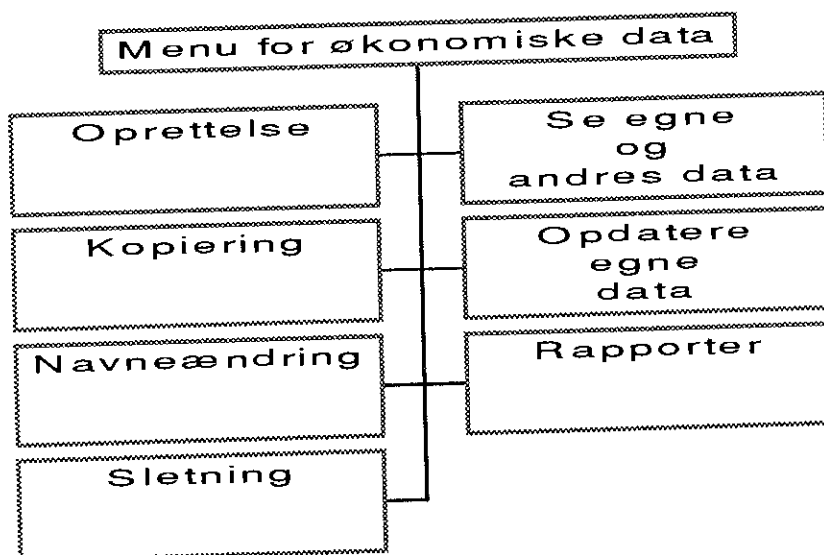 Menu for økonomiske data
Oprettelse
Kopiering
Navneændring
Sletning
Se egne
og
andres data
Opdatere
egne
data
Rapporter